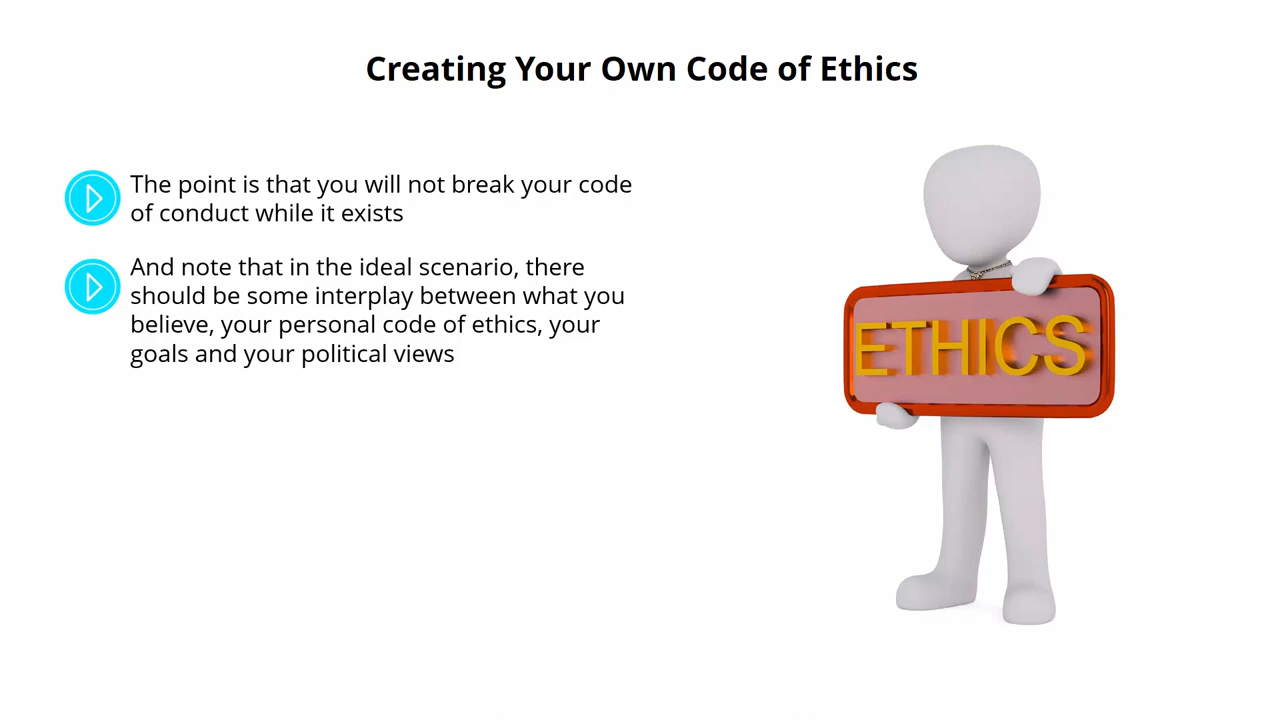 Creating Your Own Code of Ethics
The point is that you will not break your code
of conduct while it exists
And note that in the ideal scenario, there
should be some interplay between what you
believe, your personal code of ethics, your
goals and your political views
ETHICS